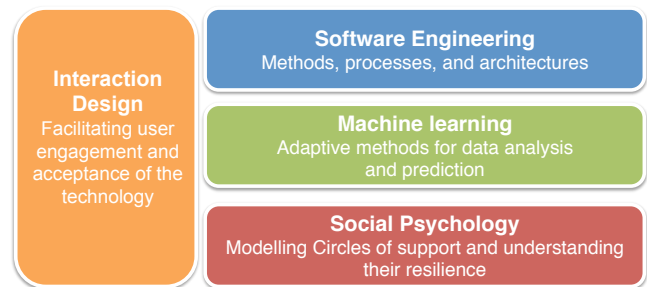 Interaction
Design
Facilitating user
engagement and
acceptance of the
technology
Software Engineering
Methods, processes, and architectures
Machine learning
Adaptive methods for data analysis
and prediction
Social Psychology
Modelling Circles of support and understanding
their resilience